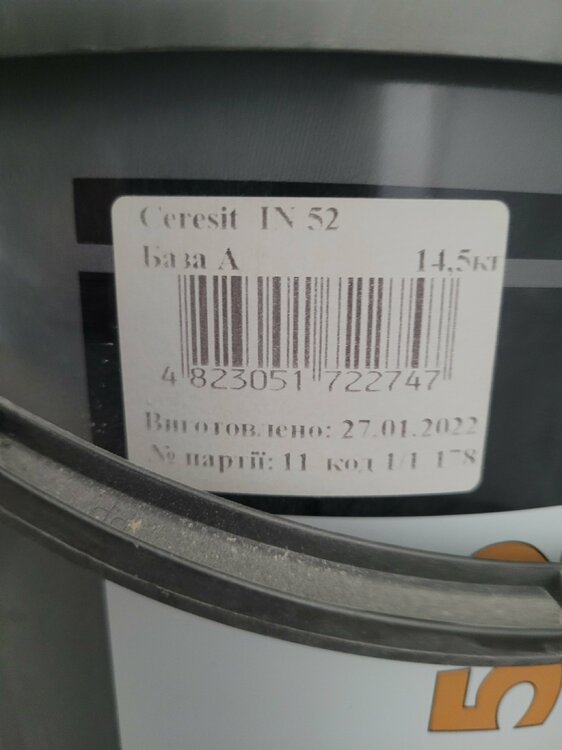 Ceresit IN 52
База А 14,5кг
4 823051 722747
Виготовлено: 27.01.2022
№ партії: 11 код 1/1 178
5